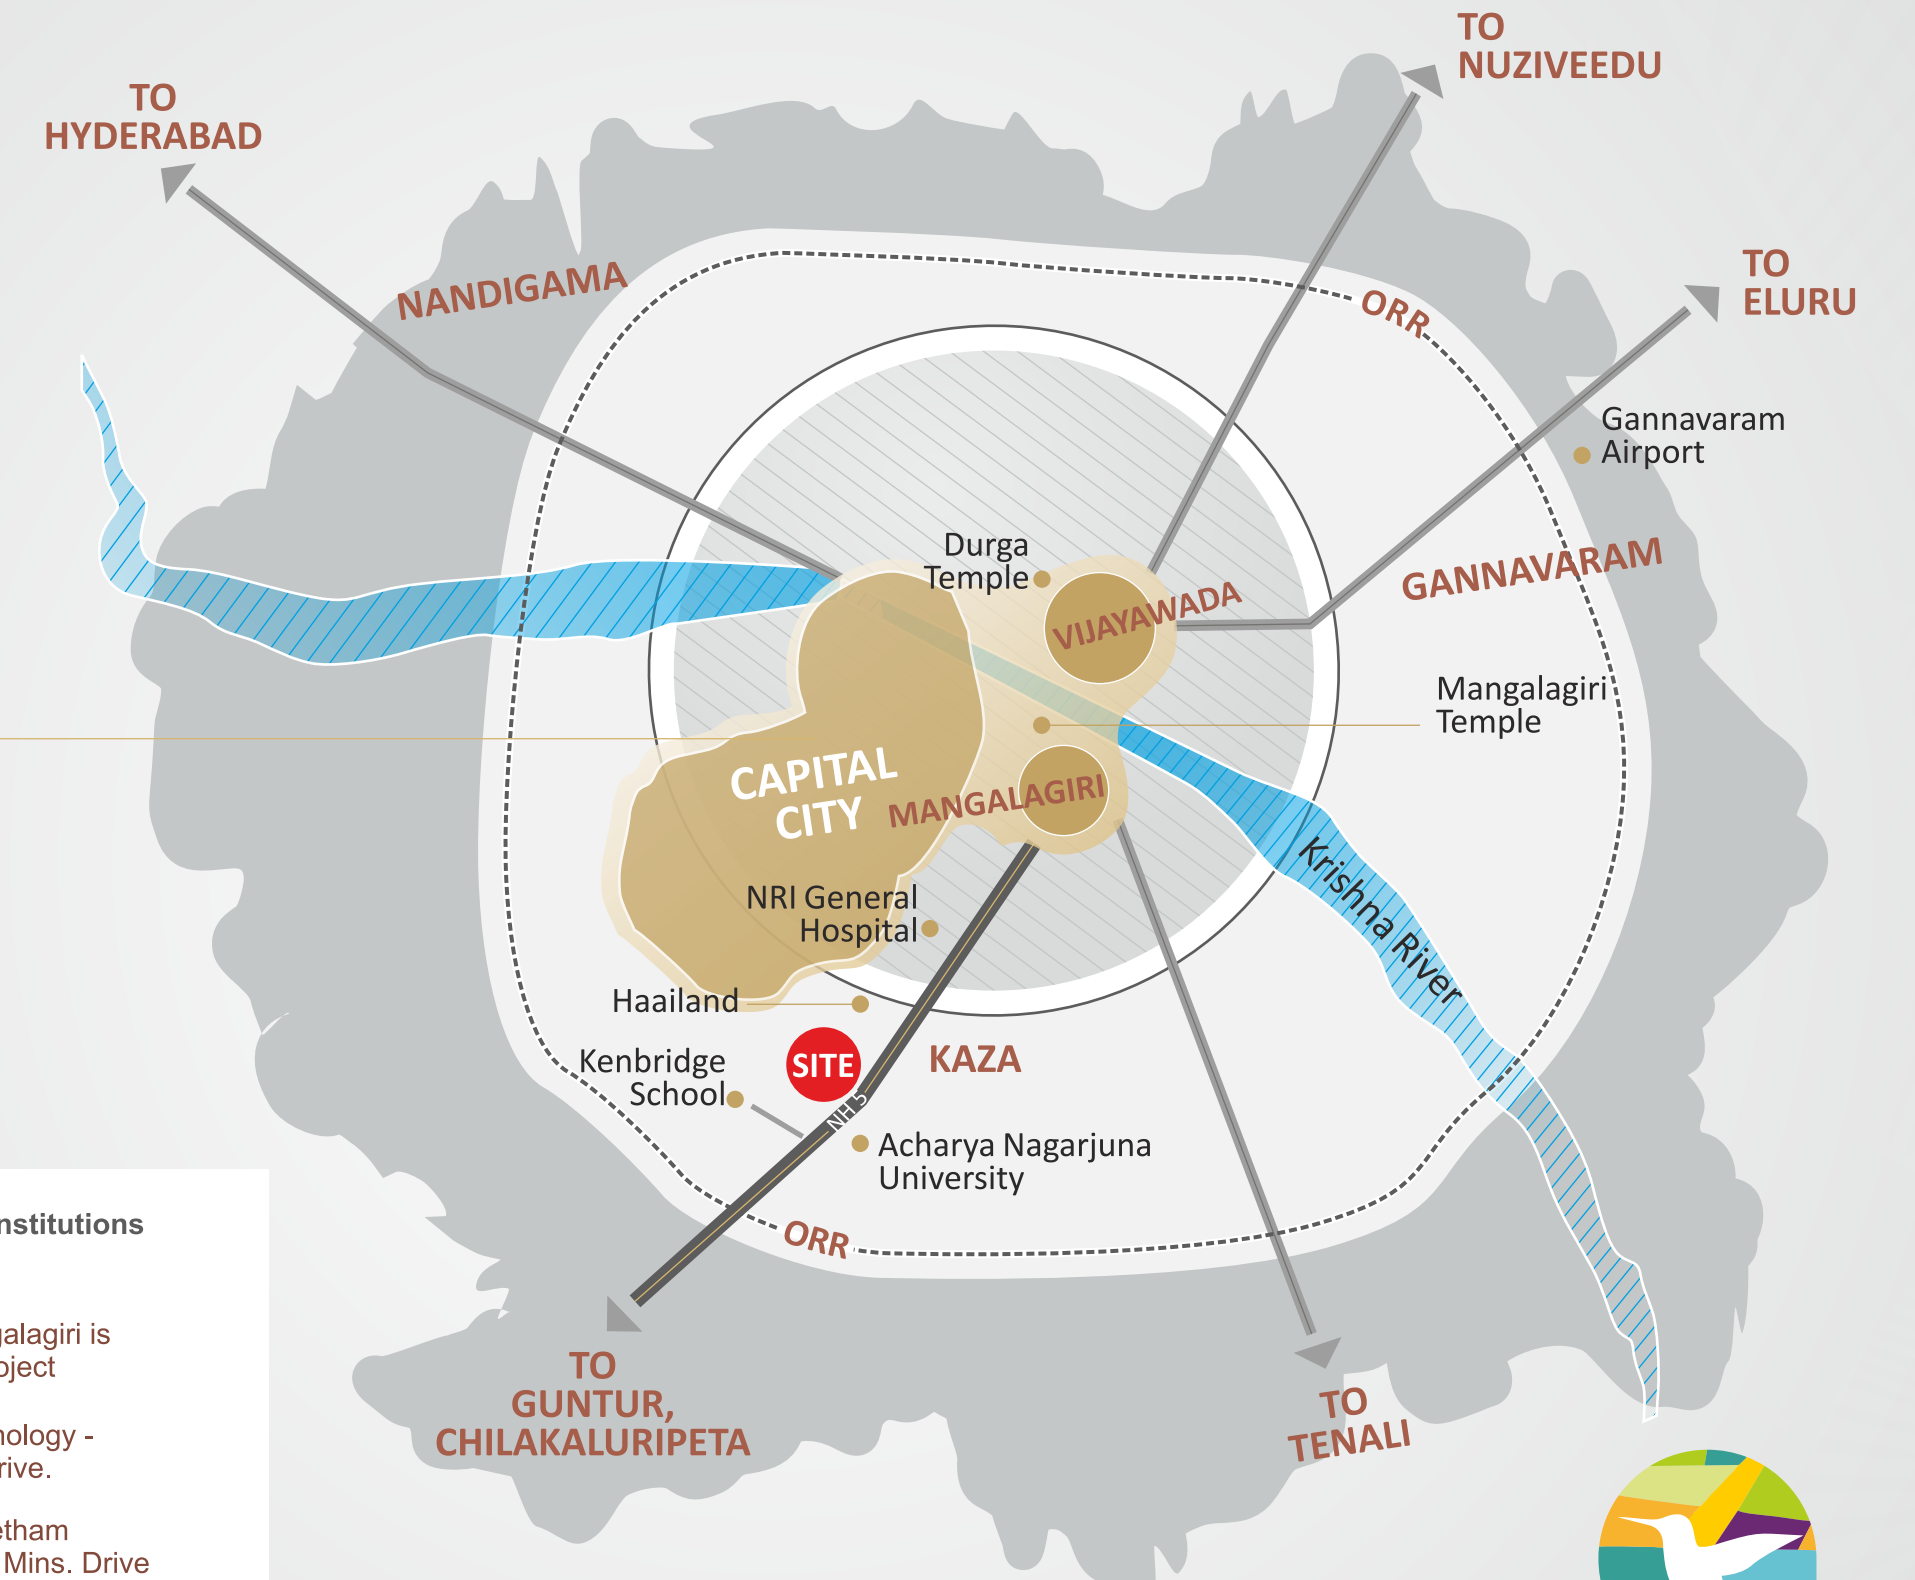 TO
NUZIVEEDU
TO
HYDERABAD
NANDIGAMA
TO
ELURU
ORR
Gannavaram
Airport
Durga
Temple
GANNAVARAM
VIJAYAWADA
Mangalagiri
Temple
CAPITAL
CITY
MANGALAGIRI
Krishna River
NRI General
Hospital
Haailand
SITE
KAZA
Kenbridge
School
NH 5
Acharya Nagarjuna
University
ORR
TO
GUNTUR,
CHILAKALURIPETA
TO
TENALI
nstitutions
galagiri is
oject
nology -
rive.
etham
Mins. Drive